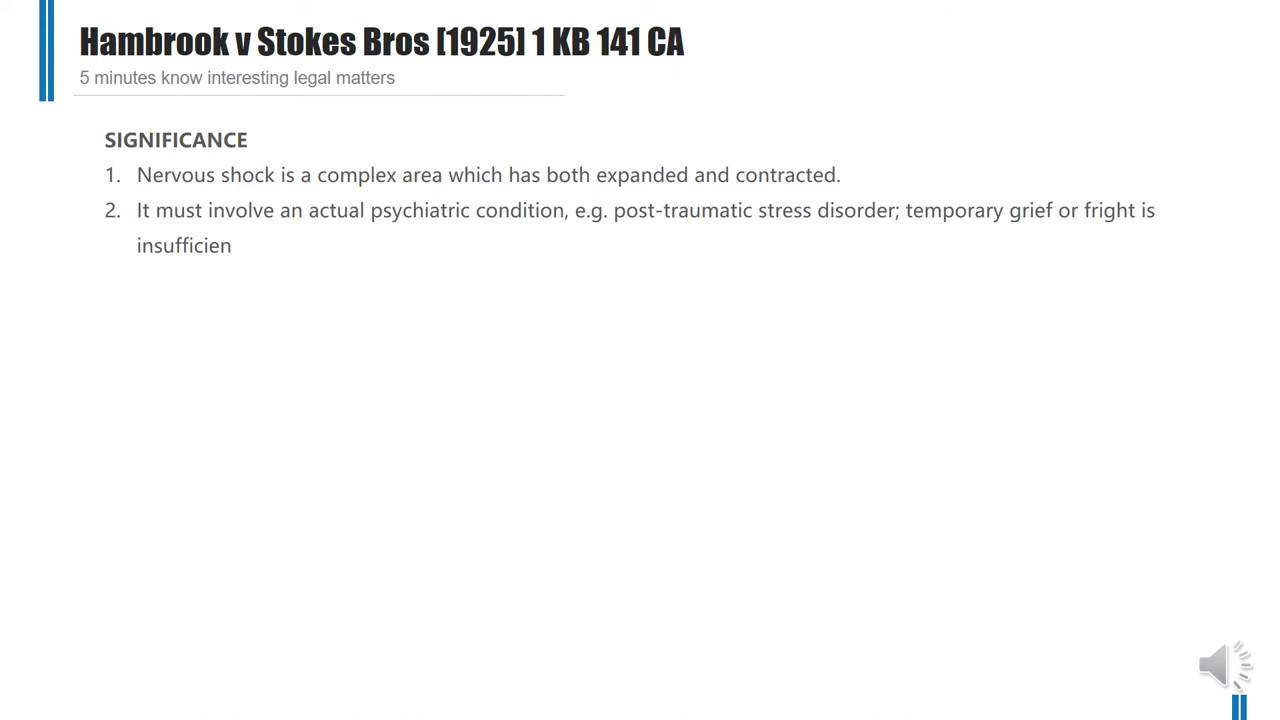 Hambrook v Stokes Bros [1925] 1 KB 141 CA
5 minutes know interesting legal matters
SIGNIFICANCE
1. Nervous shock is a complex area which has both expanded and contracted.
2. It must involve an actual psychiatric condition, e.g. post-traumatic stress disorder; temporary grief or fright is
insufficien